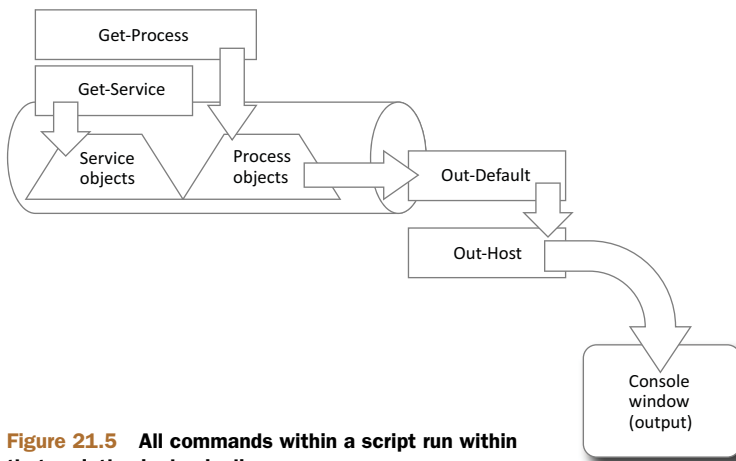 Get-Process
Get-Service
Service
objects
Process
objects
Out-Default
Out-Host
Console
window
(output)
Figure 21.5 All commands within a script run within